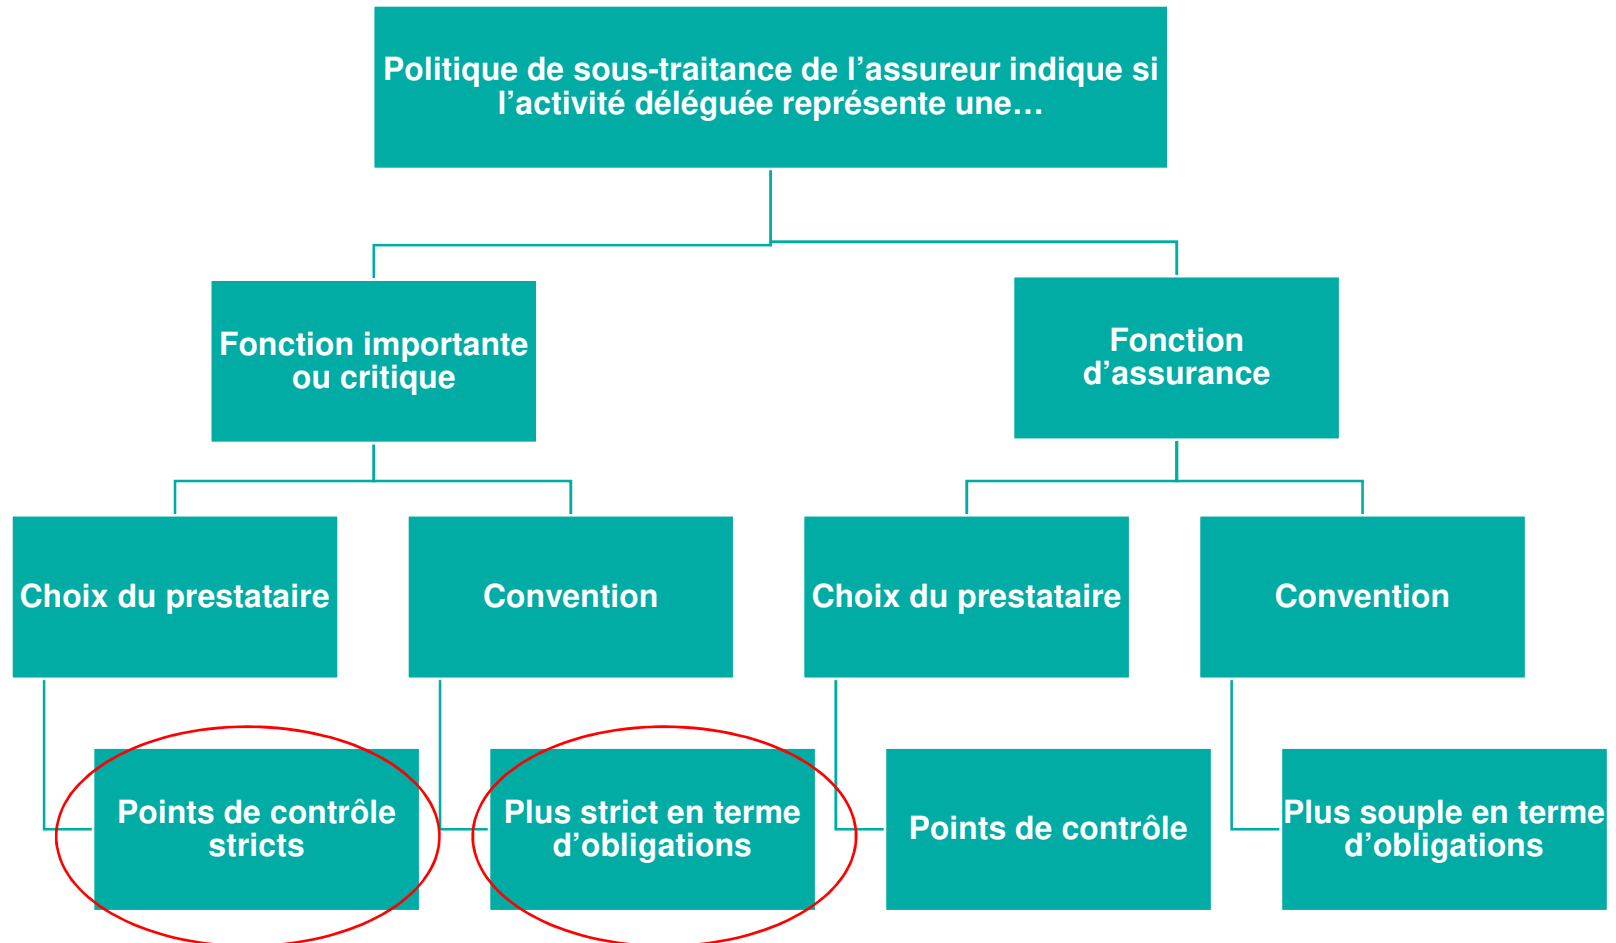 Politique de sous-traitance de l’assureur indique si
l’activité déléguée représente une…
Fonction importante
ou critique
Fonction
d’assurance
Choix du prestataire
Convention
Choix du prestataire
Convention
Points de contrôle
stricts
Plus strict en terme
d’obligations
Points de contrôle
Plus souple en terme
d’obligations